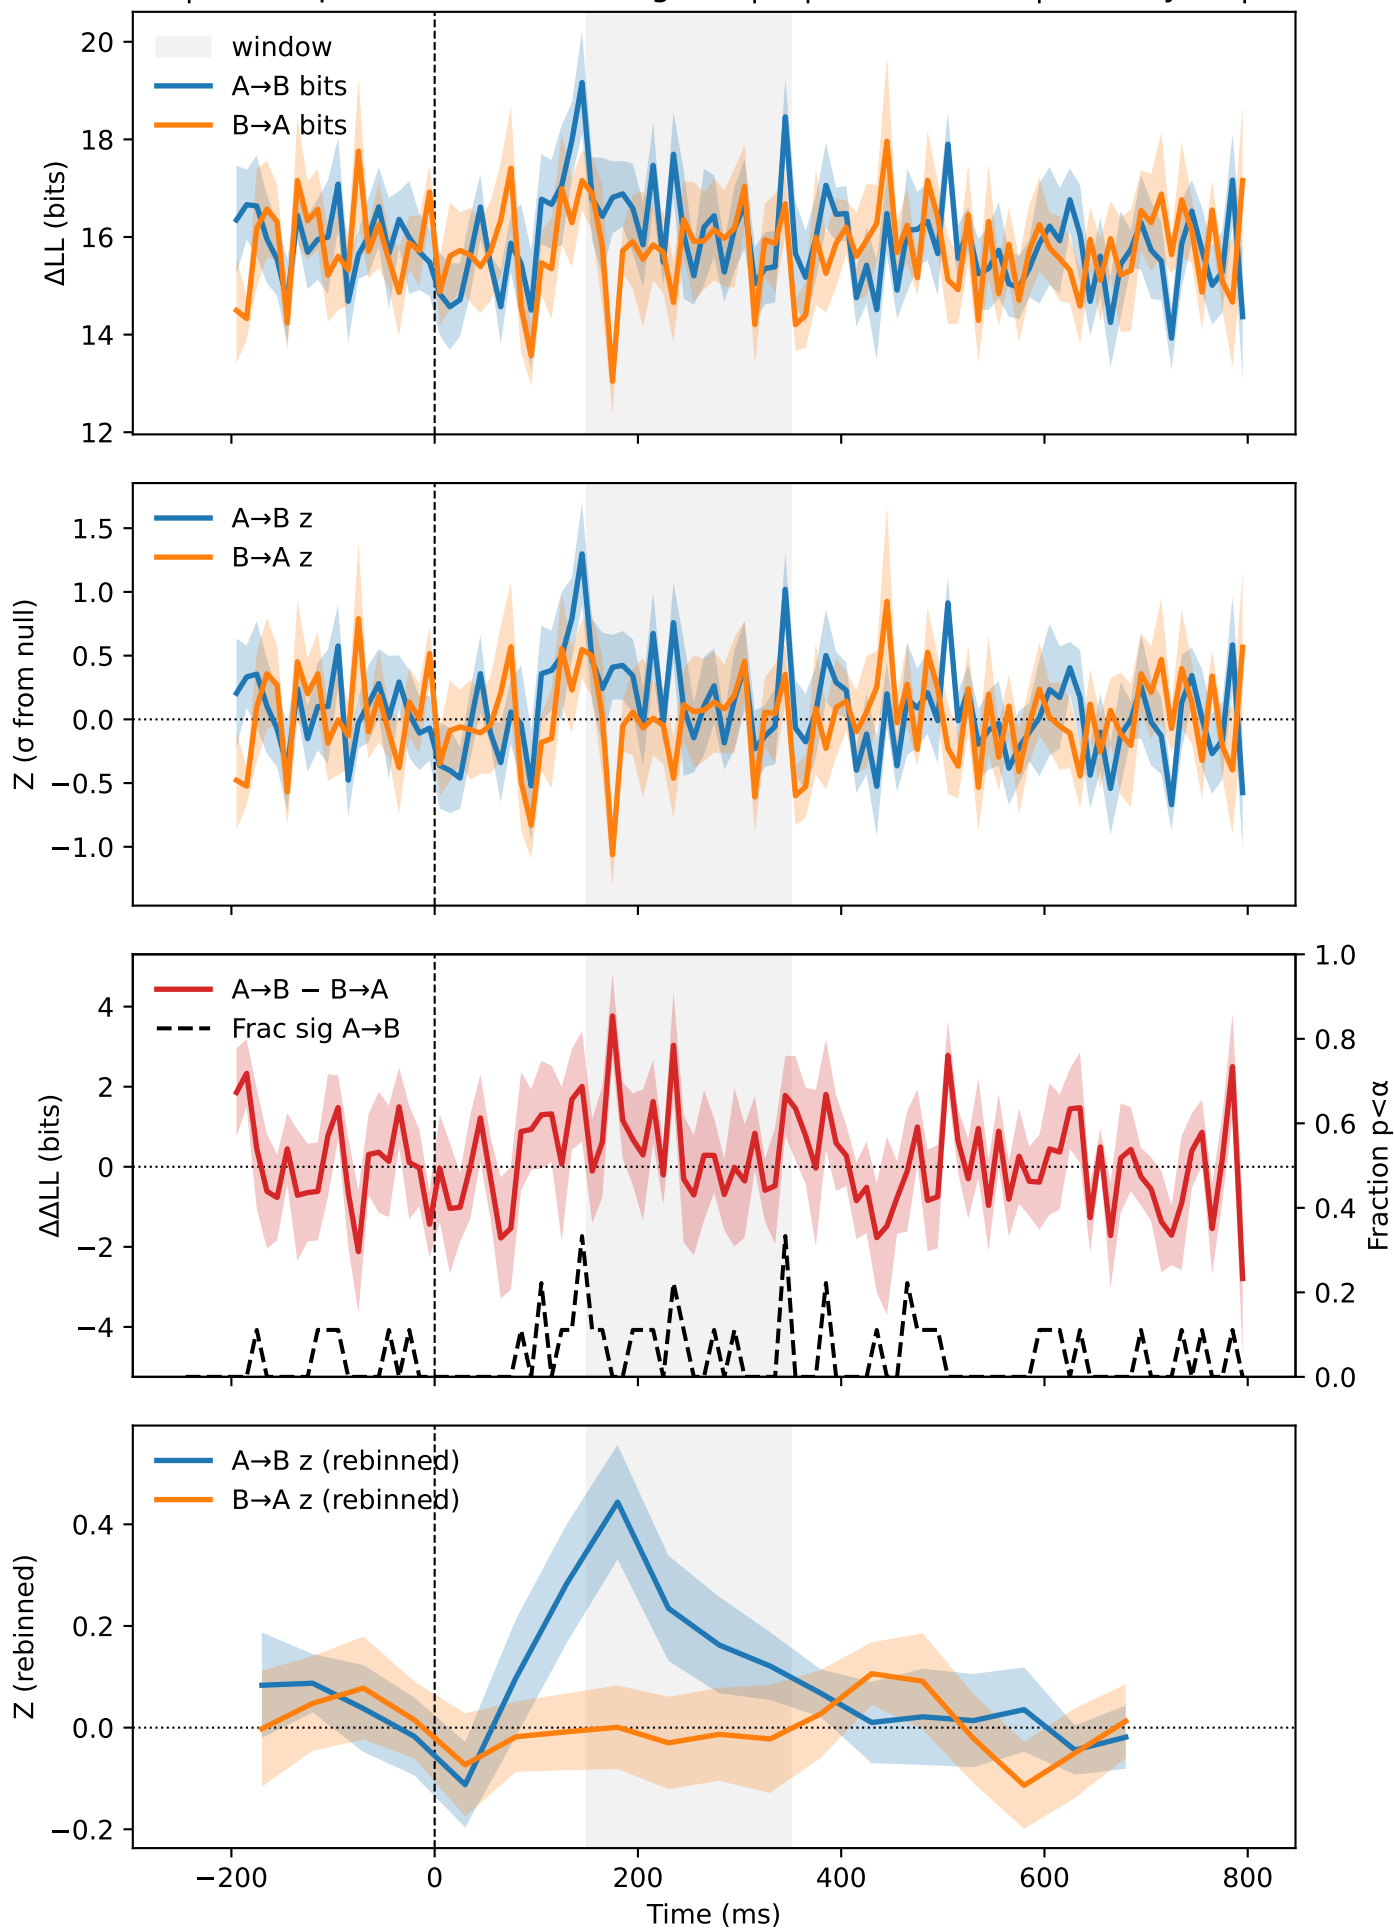 20
18
16
14
12
ΔLL (bits)
window
A→B bits
B→A bits
1.5
1.0
0.5
0.0
−0.5
−1.0
Z (σ from null)
A→B z
B→A z
4
2
0
−2
−4
ΔΔLL (bits)
A→B − B→A
Frac sig A→B
1.0
0.8
0.6
0.4
0.2
0.0
Fraction p<α
0.4
0.2
0.0
−0.2
Z (rebinned)
A→B z (rebinned)
B→A z (rebinned)
−200 0 200 400 600 800
Time (ms)